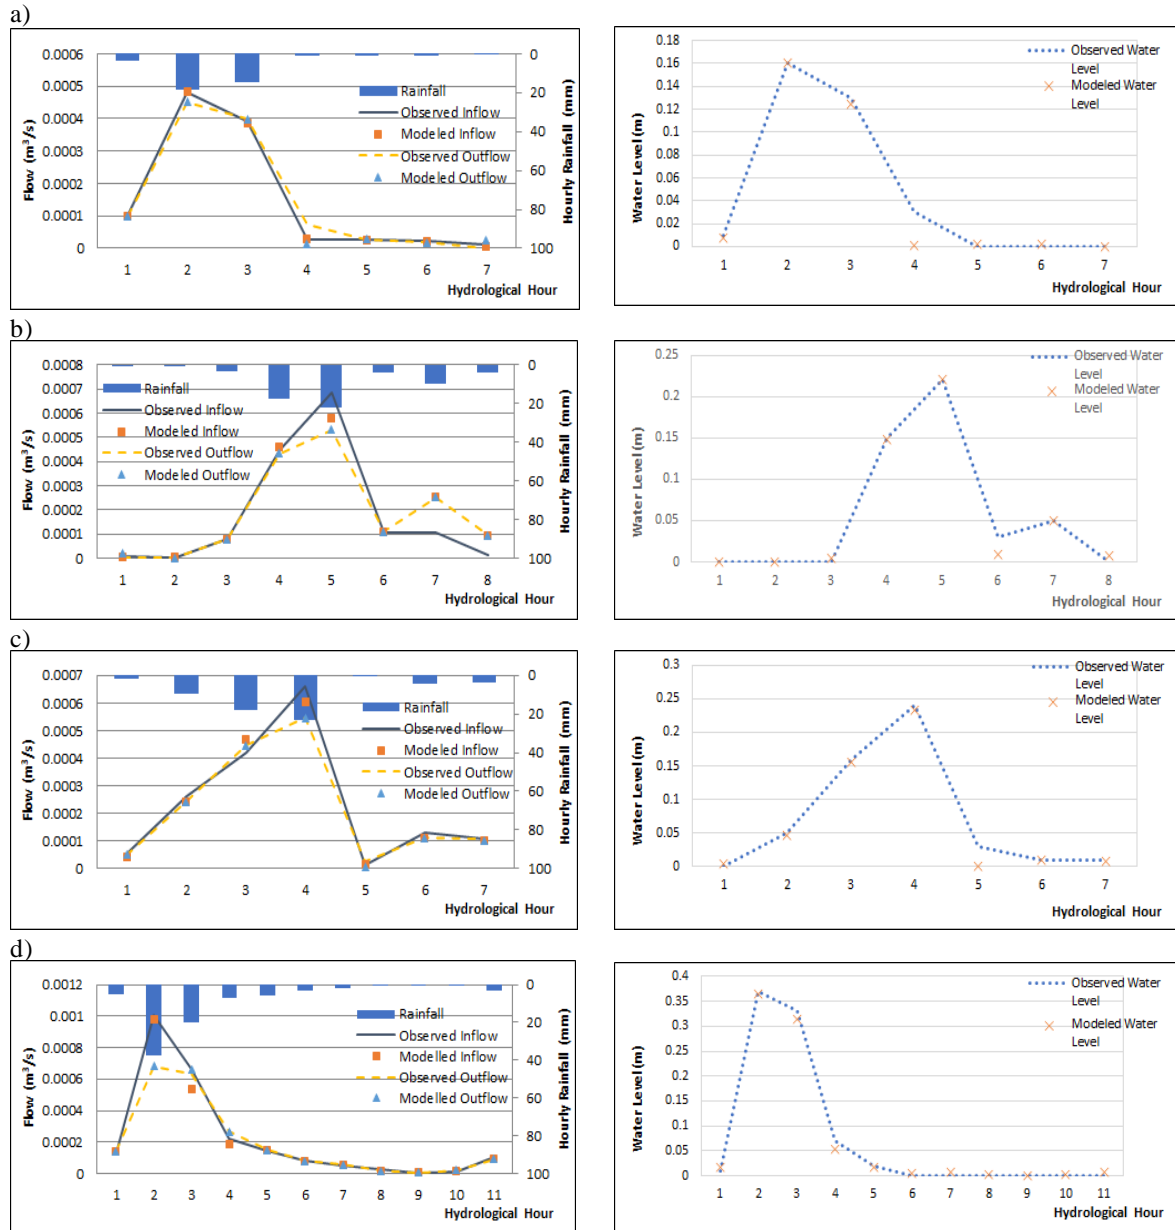 a)
0.0006
0.0005
0.0004
0.0003
0.0002
0.0001
0
Flow (m³/s)
0
20
40
60
80
100
Hourly Rainfall (mm)
Rainfall
Observed Inflow
Modeled Inflow
Observed Outflow
Modeled Outflow
1 2 3 4 5 6 7
Hydrological Hour
0.18
0.16
0.14
0.12
0.1
0.08
0.06
0.04
0.02
0
Water Level (m)
Observed Water
Level
Modeled Water
Level
1 2 3 4 5 6 7
Hydrological Hour
b)
0.0008
0.0007
0.0006
0.0005
0.0004
0.0003
0.0002
0.0001
0
Flow (m³/s)
0
20
40
60
80
100
Hourly Rainfall (mm)
Rainfall
Observed Inflow
Modeled Inflow
Observed Outflow
Modeled Outflow
1 2 3 4 5 6 7 8
Hydrological Hour
0.25
0.2
0.15
0.1
0.05
0
Water Level (m)
Observed Water
Level
Modeled Water
Level
1 2 3 4 5 6 7 8
Hydrological Hour
c)
0.0007
0.0006
0.0005
0.0004
0.0003
0.0002
0.0001
0
Flow (m³/s)
0
20
40
60
80
100
Hourly Rainfall (mm)
Rainfall
Observed Inflow
Modeled Inflow
Observed Outflow
Modeled Outflow
1 2 3 4 5 6 7
Hydrological Hour
0.3
0.25
0.2
0.15
0.1
0.05
0
Water Level (m)
Observed Water
Level
Modeled Water
Level
1 2 3 4 5 6 7
Hydrological Hour
d)
0.0012
0.001
0.0008
0.0006
0.0004
0.0002
0
Flow (m³/s)
0
20
40
60
80
100
Hourly Rainfall (mm)
Rainfall
Observed Inflow
Modelled Inflow
Observed Outflow
Modelled Outflow
1 2 3 4 5 6 7 8 9 10 11
Hydrological Hour
0.4
0.35
0.3
0.25
0.2
0.15
0.1
0.05
0
Water Level (m)
Observed Water
Level
Modeled Water
Level
1 2 3 4 5 6 7 8 9 10 11
Hydrological Hour